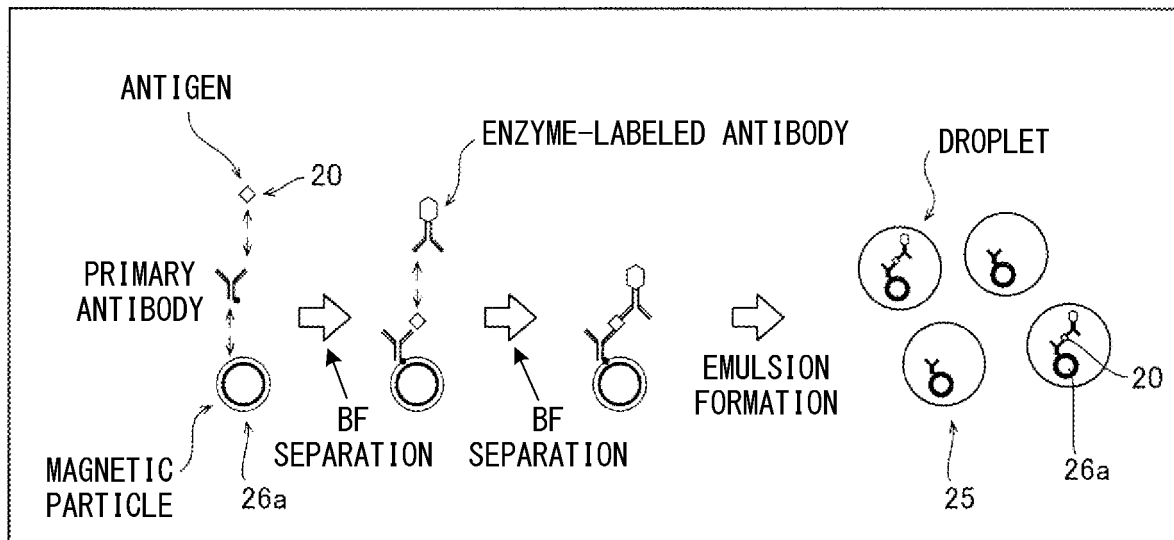 ANTIGEN
20
ENZYME-LABELED ANTIBODY
DROPLET
PRIMARY
ANTIBODY
BF
SEPARATION
BF
SEPARATION
EMULSION
FORMATION
20
MAGNETIC
PARTICLE
26a
25
26a